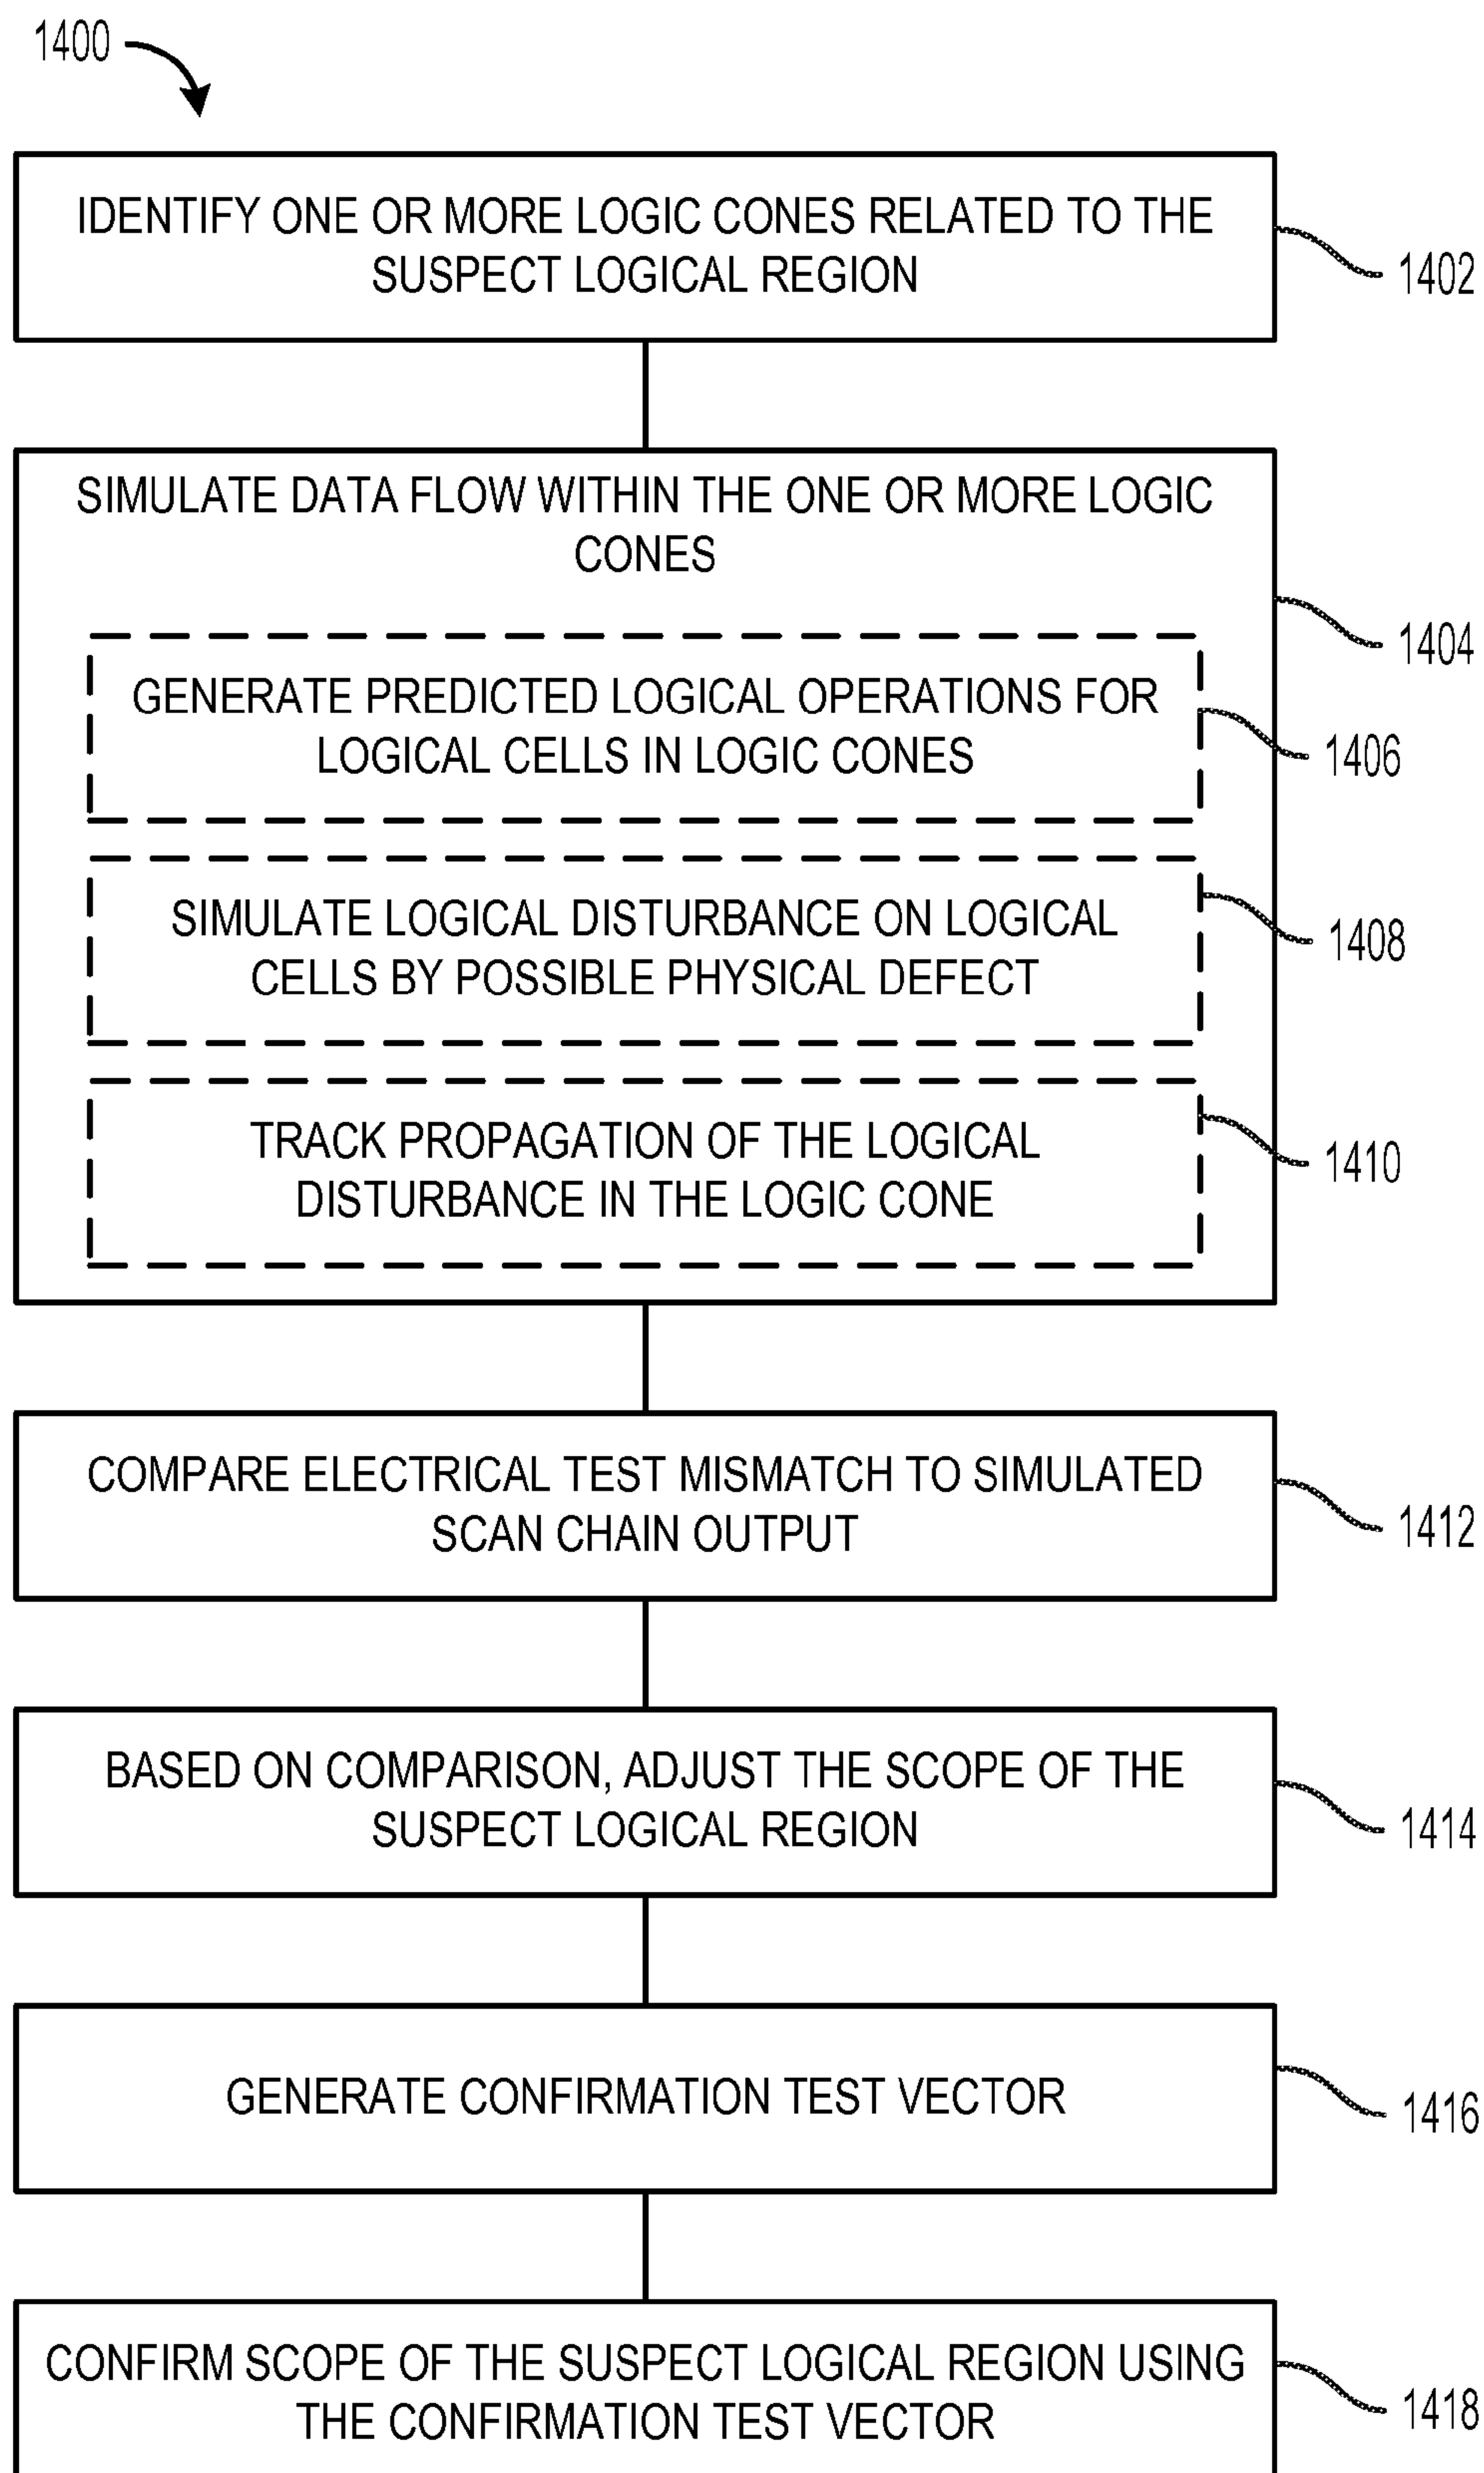 1400
IDENTIFY ONE OR MORE LOGIC CONES RELATED TO THE
SUSPECT LOGICAL REGION
1402
SIMULATE DATA FLOW WITHIN THE ONE OR MORE LOGIC
CONES
1404
GENERATE PREDICTED LOGICAL OPERATIONS FOR
LOGICAL CELLS IN LOGIC CONES
1406
SIMULATE LOGICAL DISTURBANCE ON LOGICAL
CELLS BY POSSIBLE PHYSICAL DEFECT
1408
TRACK PROPAGATION OF THE LOGICAL
DISTURBANCE IN THE LOGIC CONE
1410
COMPARE ELECTRICAL TEST MISMATCH TO SIMULATED
SCAN CHAIN OUTPUT
1412
BASED ON COMPARISON, ADJUST THE SCOPE OF THE
SUSPECT LOGICAL REGION
1414
GENERATE CONFIRMATION TEST VECTOR
1416
CONFIRM SCOPE OF THE SUSPECT LOGICAL REGION USING
THE CONFIRMATION TEST VECTOR
1418